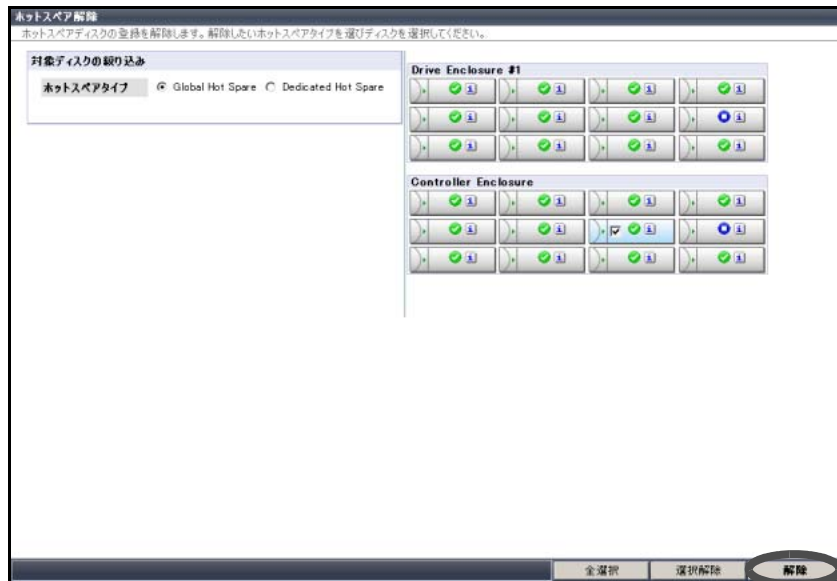 ホットスペア解除
ホットスペアディスクの登録を解除します。解除したいホットスペアタイプを選びディスクを選択してください。
対象ディスクの絞り込み
ホットスペアタイプ Global Hot Spare Dedicated Hot Spare
Drive Enclosure #1
Controller Enclosure
全選択 選択解除 解除